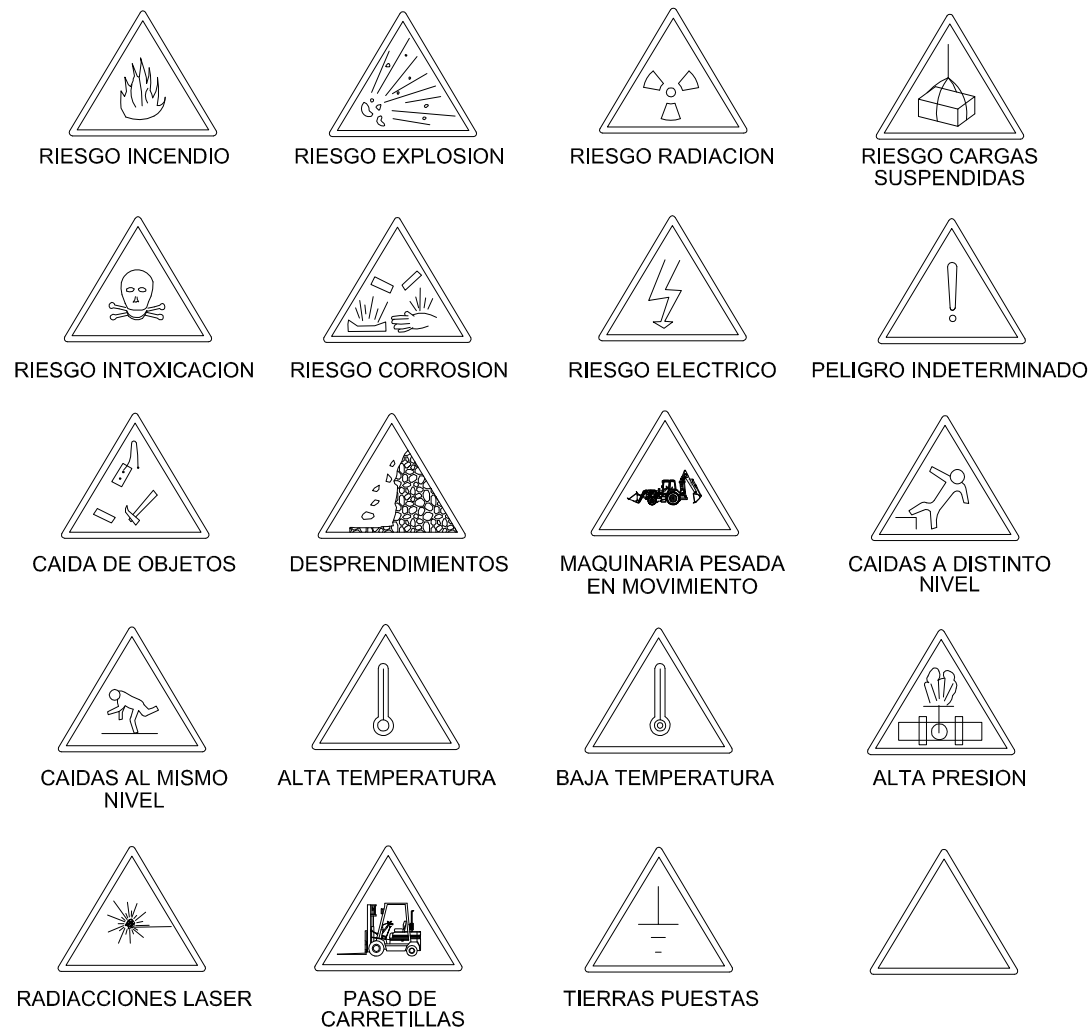 RIESGO INCENDIO
RIESGO EXPLOSION
RIESGO RADIACION
RIESGO CARGAS
SUSPENDIDAS
RIESGO INTOXICACION
RIESGO CORROSION
RIESGO ELECTRICO
PELIGRO INDETERMINADO
CAIDA DE OBJETOS
DESPRENDIMIENTOS
MAQUINARIA PESADA
EN MOVIMIENTO
CAIDAS A DISTINTO
NIVEL
CAIDAS AL MISMO
NIVEL
ALTA TEMPERATURA
BAJA TEMPERATURA
ALTA PRESION
RADIACCIONES LASER
PASO DE
CARRETILLAS
TIERRAS PUESTAS